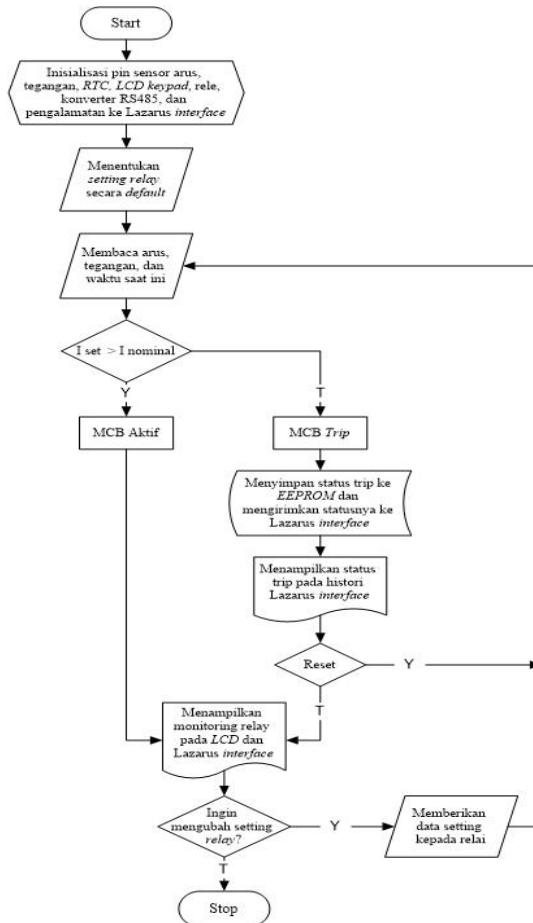 Start
Inisialisasi pin sensor arus,
tegangan, RTC, LCD keypad, rele,
konverter RS485, dan
pengalamatan ke Lazarus interface
Menentukan
setting relay
secara default
Membaca arus,
tegangan, dan
waktu saat ini
I set > I nominal
Y
T
MCB Aktif
MCB Trip
Menyimpan status trip ke
EEPROM dan
mengirimkan statusnya ke
Lazarus interface
Menampilkan status
trip pada histori
Lazarus interface
Reset
Y
T
Menampilkan
monitoring relay
pada LCD dan
Lazarus interface
Ingin
mengubah setting
relay?
Y
Memberikan
data setting
kepada relai
T
Stop